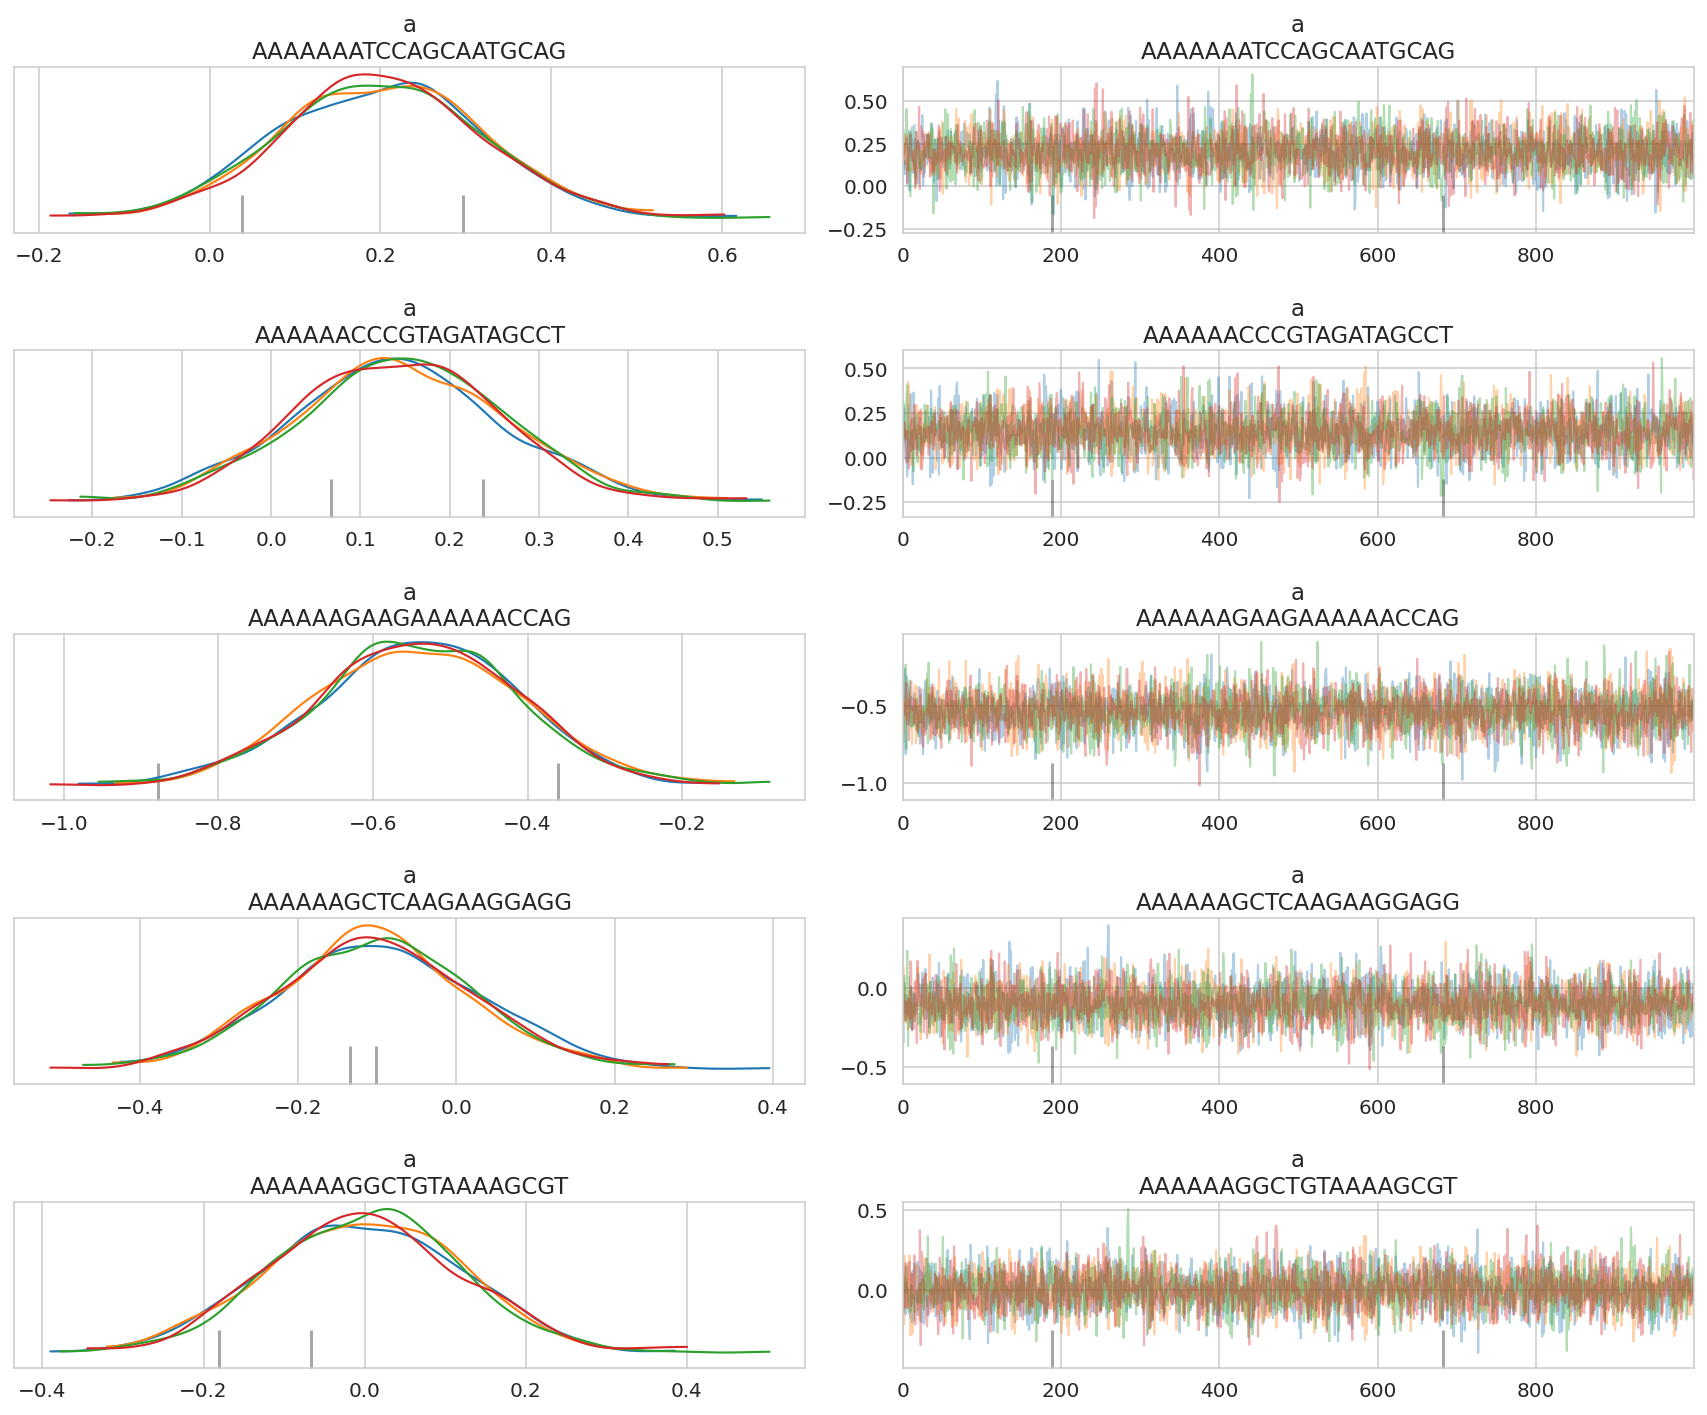 a
AAAAAAATCCAGCAATGCAG
−0.2 0.0 0.2 0.4 0.6
a
AAAAAAATCCAGCAATGCAG
0.50
0.25
0.00
−0.25
0 200 400 600 800
a
AAAAAACCCGTAGATAGCCT
−0.2 −0.1 0.0 0.1 0.2 0.3 0.4 0.5
a
AAAAAACCCGTAGATAGCCT
0.50
0.25
0.00
−0.25
0 200 400 600 800
a
AAAAAAGAAGAAAAAACCAG
−1.0 −0.8 −0.6 −0.4 −0.2
a
AAAAAAGAAGAAAAAACCAG
−0.5
−1.0
0 200 400 600 800
a
AAAAAAGCTCAAGAAGGAGG
−0.4 −0.2 0.0 0.2 0.4
a
AAAAAAGCTCAAGAAGGAGG
0.0
−0.5
0 200 400 600 800
a
AAAAAAGGCTGTAAAAGCGT
−0.4 −0.2 0.0 0.2 0.4
a
AAAAAAGGCTGTAAAAGCGT
0.5
0.0
0 200 400 600 800